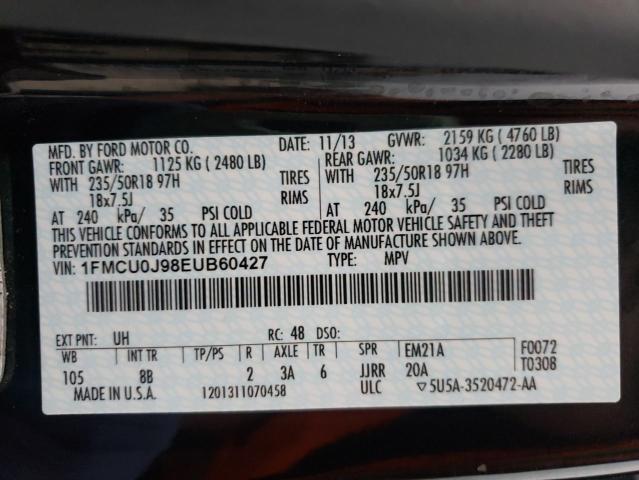 MFD. BY FORD MOTOR CO. DATE: 11/13 GVWR: 2159 KG (4760 LB)
FRONT GAWR: 1125 KG (2480 LB) REAR GAWR: 1034 KG (2280 LB)
WITH 235/50R18 97H TIRES WITH 235/50R18 97H TIRES
18x7.5J RIMS 18x7.5J RIMS
AT 240 kPa/ 35 PSI COLD AT 240 kPa/ 35 PSI COLD
THIS VEHICLE CONFORMS TO ALL APPLICABLE FEDERAL MOTOR VEHICLE SAFETY AND THEFT
PREVENTION STANDARDS IN EFFECT ON THE DATE OF MANUFACTURE SHOWN ABOVE.
VIN: 1FMCU0J98EUB60427 TYPE: MPV
EXT PNT: UH RC: 48 DSO:
WB INT TR TP/PS R AXLE TR SPR EM21A F0072
105 8B 2 3A 6 JJRR 20A T0308
MADE IN U.S.A. 1201311070458 ULC ▽5U5A-3520472-AA